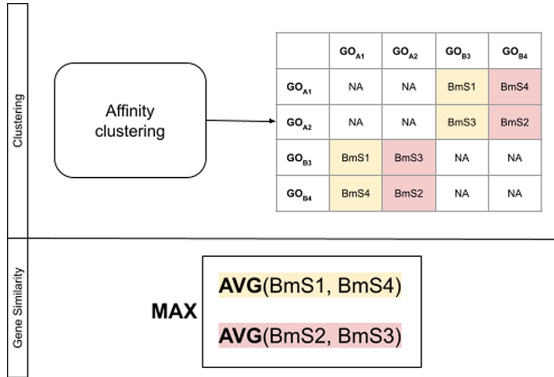 Clustering
Affinity
clustering
GOA1 GOA2 GOB3 GOB4
GOA1 NA NA BmS1 BmS4
GOA2 NA NA BmS3 BmS2
GOB3 BmS1 BmS3 NA NA
GOB4 BmS4 BmS2 NA NA
Gene Similarity
MAX
AVG(BmS1, BmS4)
AVG(BmS2, BmS3)